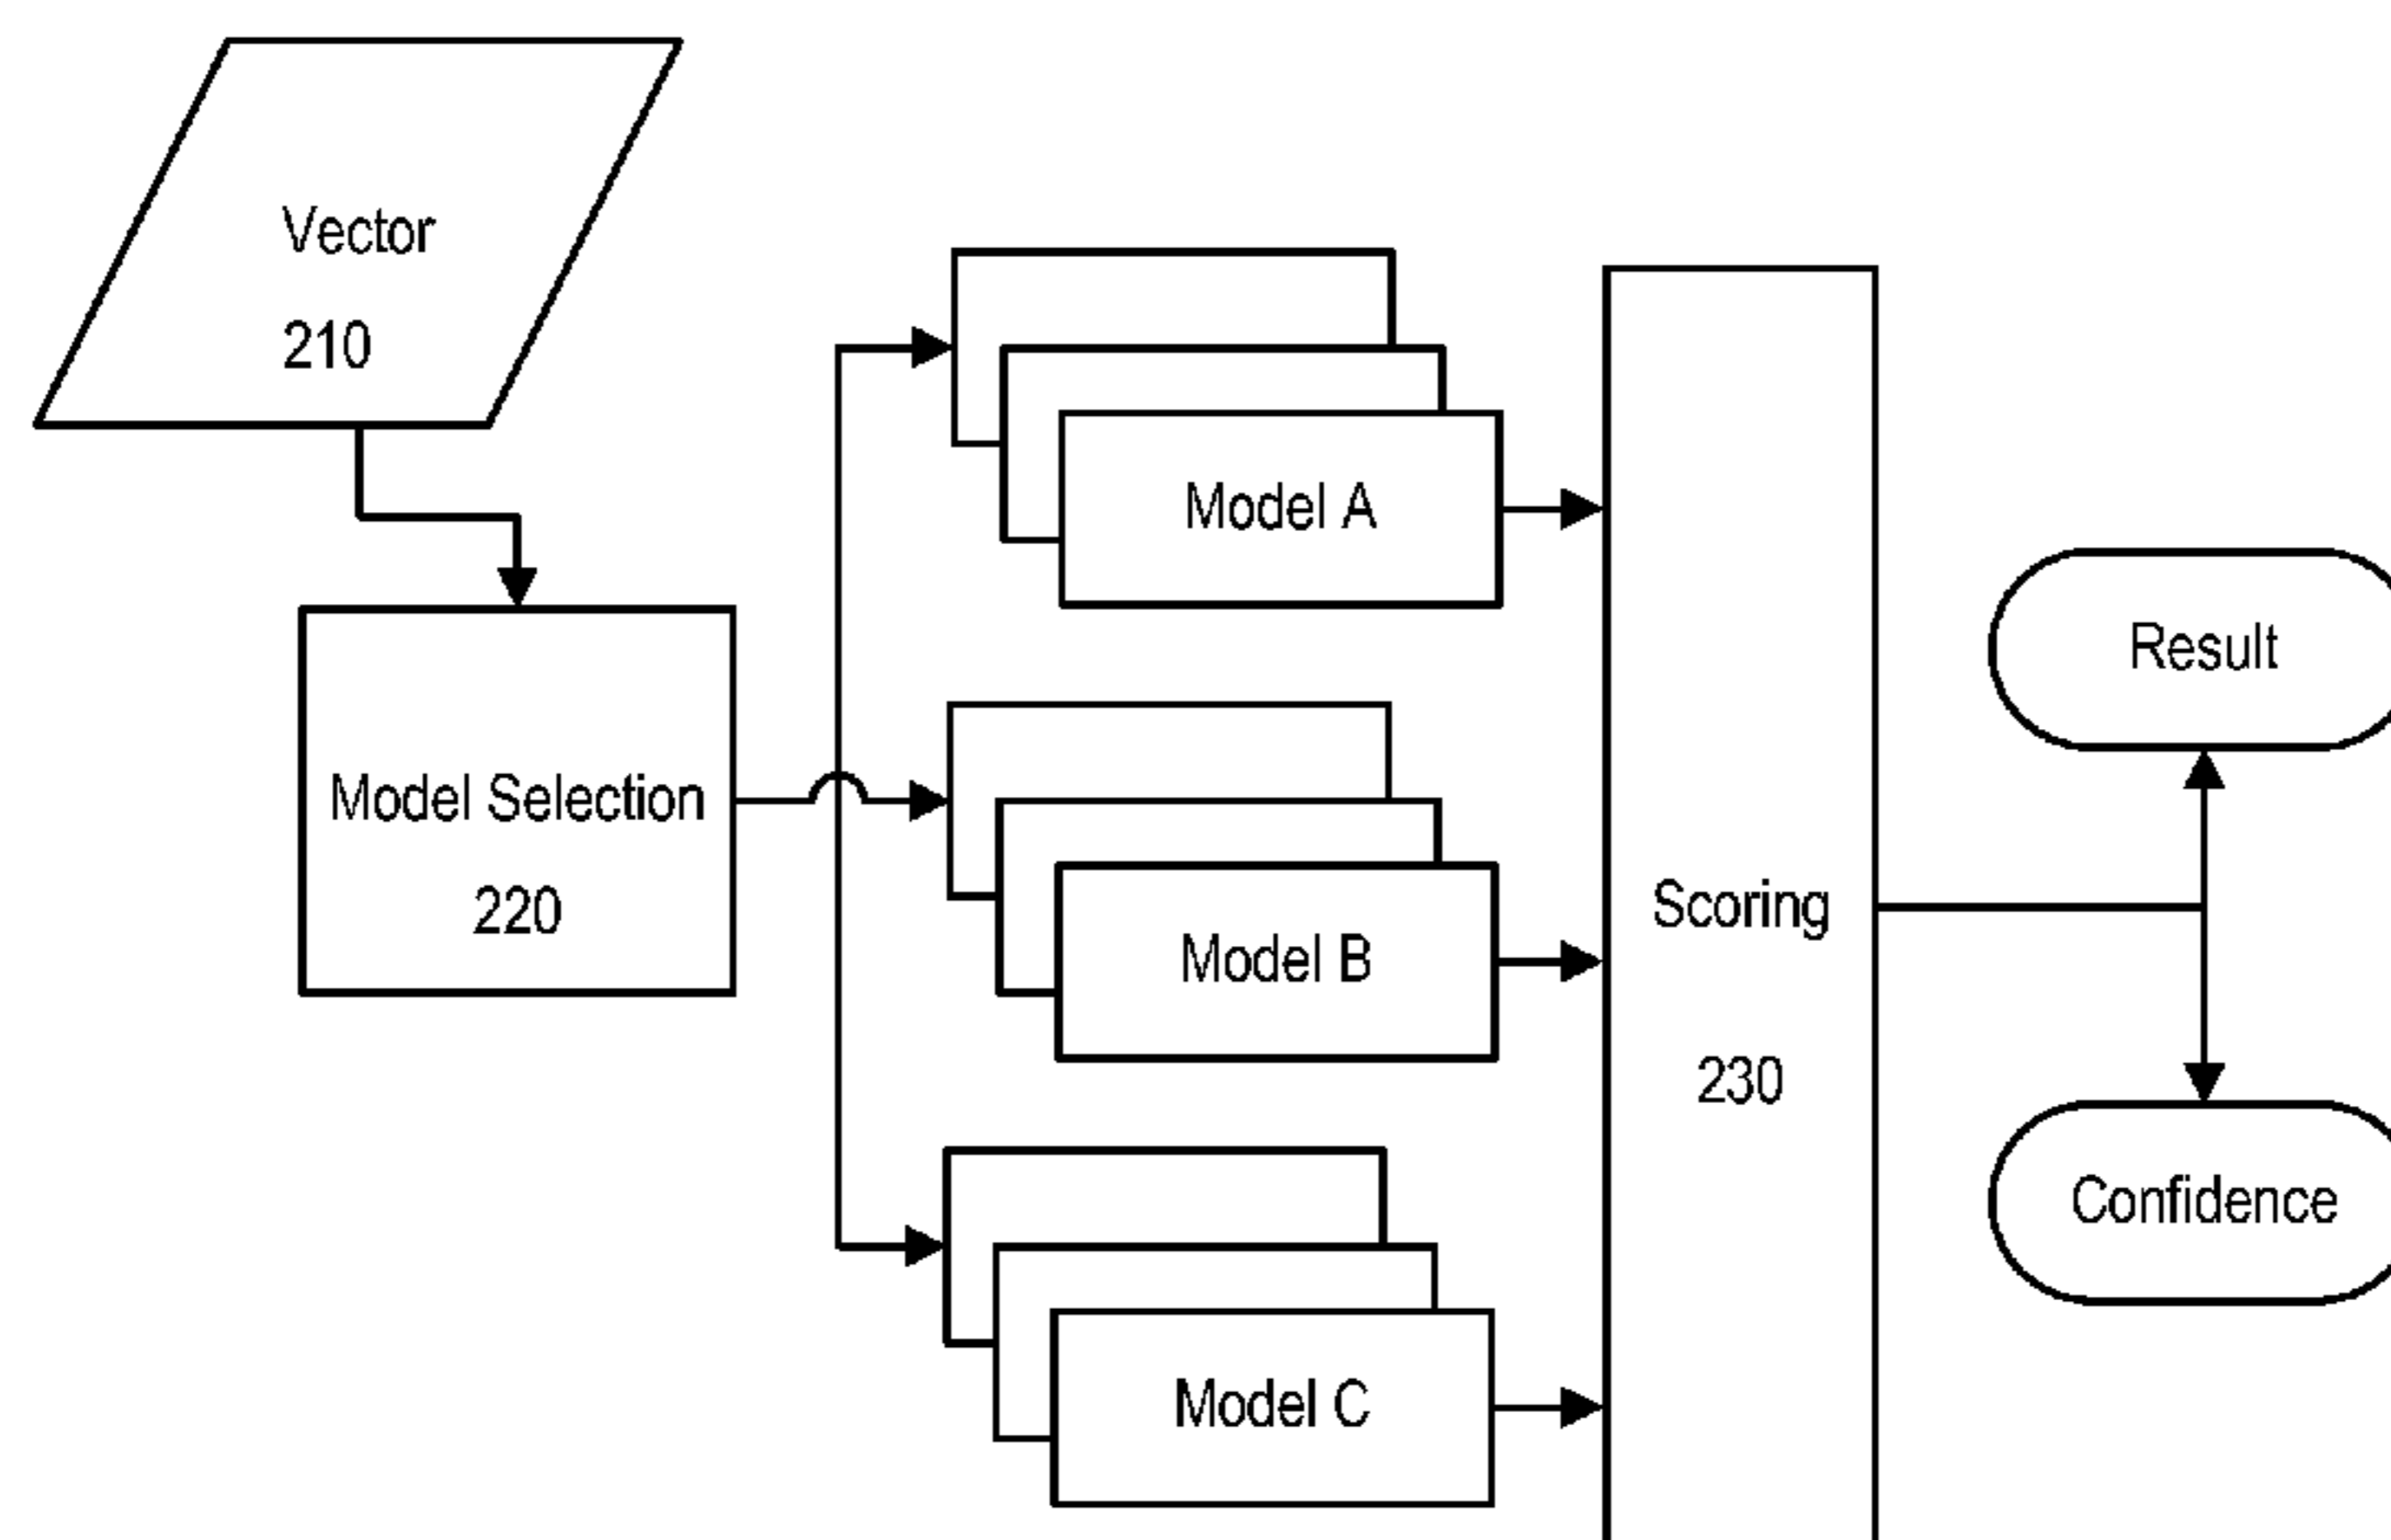 Vector
210
Model Selection
220
Model A
Model B
Model C
Scoring
230
Result
Confidence